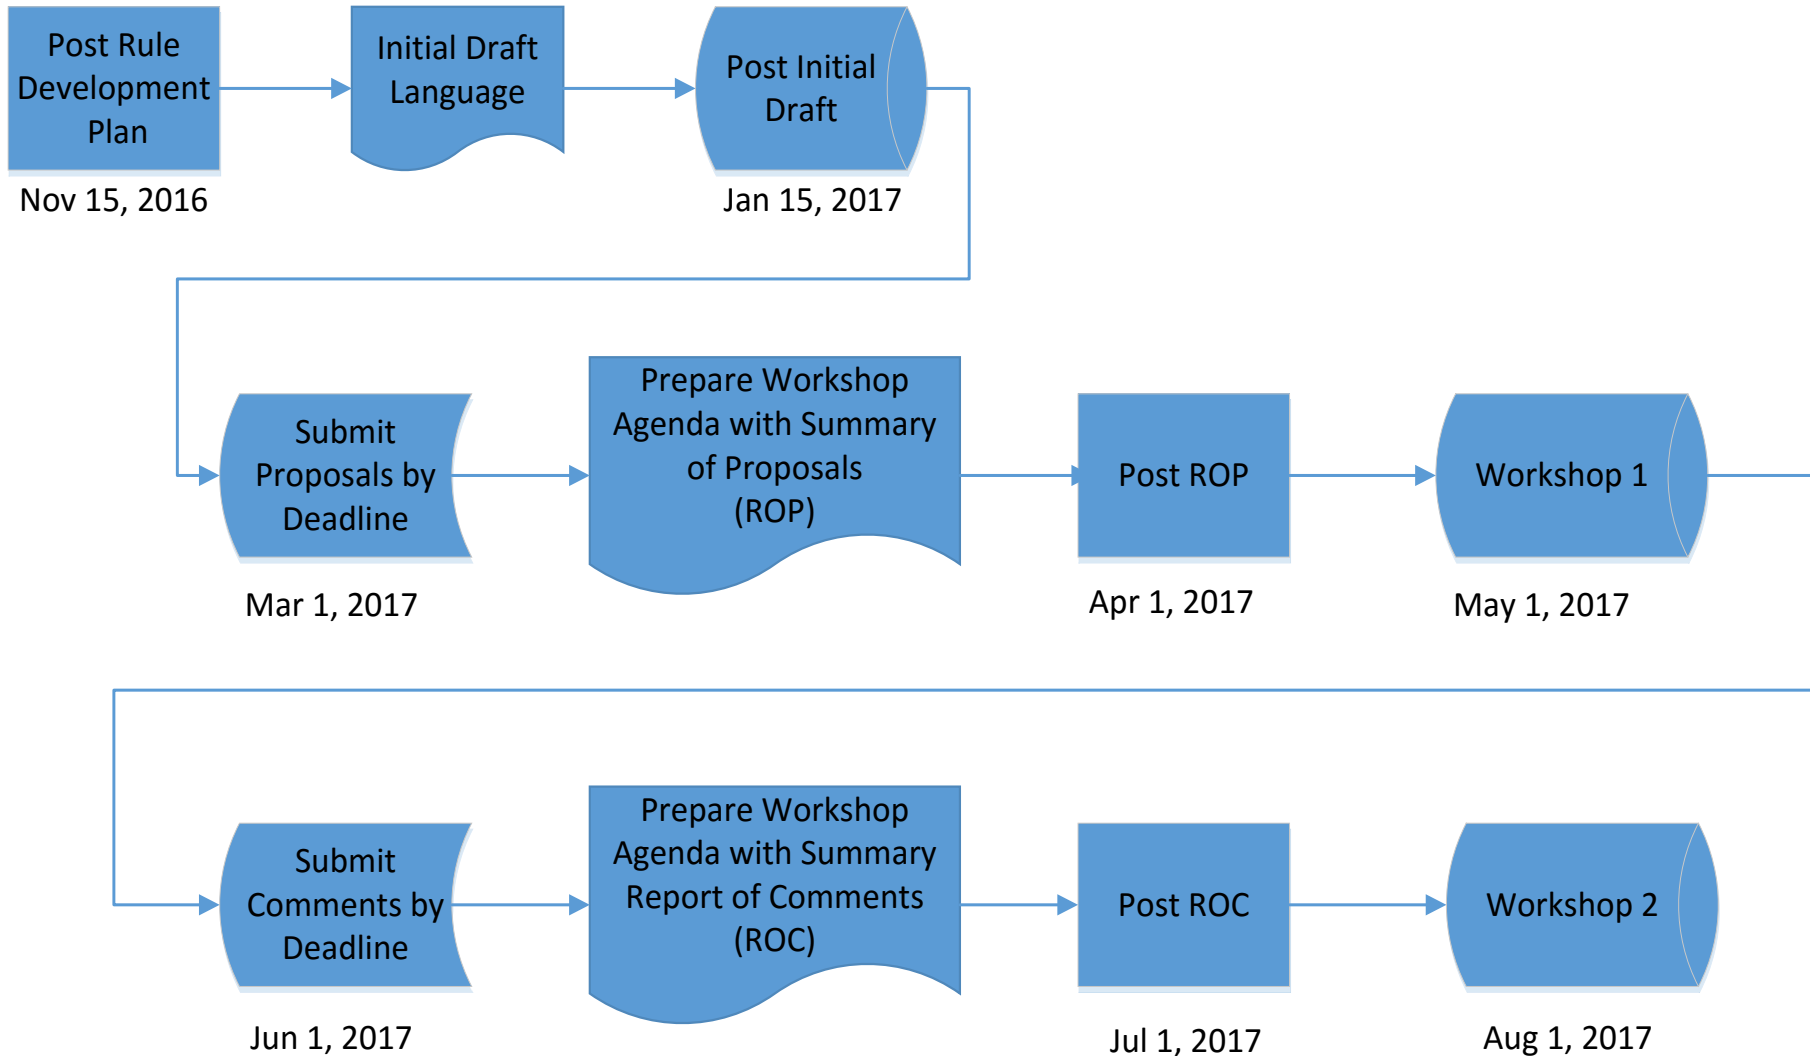 Post Rule
Development
Plan
Nov 15, 2016
Initial Draft
Language
Post Initial
Draft
Jan 15, 2017
Submit
Proposals by
Deadline
Mar 1, 2017
Prepare Workshop
Agenda with Summary
of Proposals
(ROP)
Post ROP
Apr 1, 2017
Workshop 1
May 1, 2017
Submit
Comments by
Deadline
Jun 1, 2017
Prepare Workshop
Agenda with Summary
Report of Comments
(ROC)
Post ROC
Jul 1, 2017
Workshop 2
Aug 1, 2017